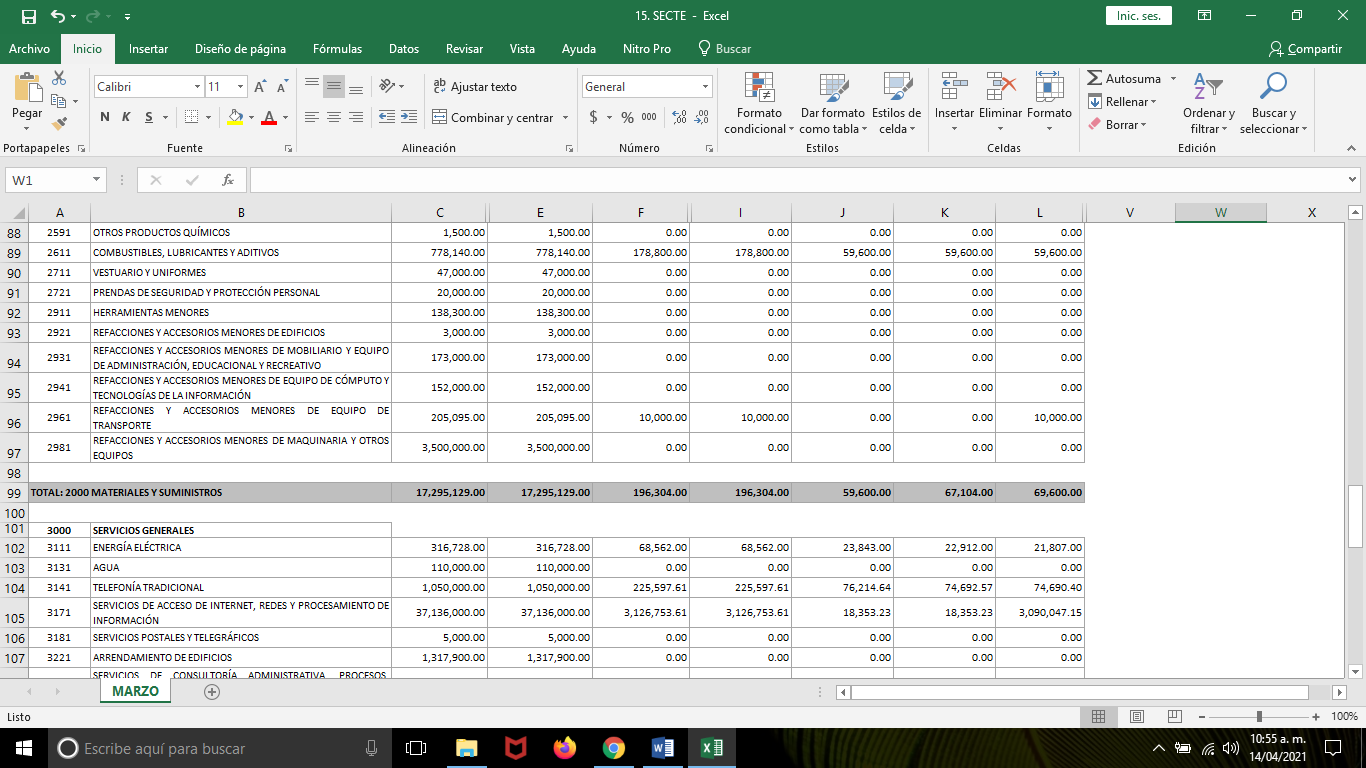 15. SECTE - Excel
Inic. ses.
Archivo Inicio Insertar Diseño de página Fórmulas Datos Revisar Vista Ayuda Nitro Pro Buscar Compartir
Pegar
Calibri 11
Ajustar texto
General
Formato condicional
Dar formato como tabla
Estilos de celda
Insertar Eliminar Formato
Autosuma
Rellenar
Borrar
Ordenar y filtrar
Buscar y seleccionar
N K S
Combinar y centrar
$ % 000
Portapapeles Fuente Alineación Número Estilos Celdas Edición
W1 fx
A B C E F I J K L V W X
88 2591 OTROS PRODUCTOS QUÍMICOS 1,500.00 1,500.00 0.00 0.00 0.00 0.00 0.00
89 2611 COMBUSTIBLES, LUBRICANTES Y ADITIVOS 778,140.00 778,140.00 178,800.00 178,800.00 59,600.00 59,600.00 59,600.00
90 2711 VESTUARIO Y UNIFORMES 47,000.00 47,000.00 0.00 0.00 0.00 0.00 0.00
91 2721 PRENDAS DE SEGURIDAD Y PROTECCIÓN PERSONAL 20,000.00 20,000.00 0.00 0.00 0.00 0.00 0.00
92 2911 HERRAMIENTAS MENORES 138,300.00 138,300.00 0.00 0.00 0.00 0.00 0.00
93 2921 REFACCIONES Y ACCESORIOS MENORES DE EDIFICIOS 3,000.00 3,000.00 0.00 0.00 0.00 0.00 0.00
94 2931 REFACCIONES Y ACCESORIOS MENORES DE MOBILIARIO Y EQUIPO
DE ADMINISTRACIÓN, EDUCACIONAL Y RECREATIVO 173,000.00 173,000.00 0.00 0.00 0.00 0.00 0.00
95 2941 REFACCIONES Y ACCESORIOS MENORES DE EQUIPO DE CÓMPUTO Y
TECNOLOGÍAS DE LA INFORMACIÓN 152,000.00 152,000.00 0.00 0.00 0.00 0.00 0.00
96 2961 REFACCIONES Y ACCESORIOS MENORES DE EQUIPO DE
TRANSPORTE 205,095.00 205,095.00 10,000.00 10,000.00 0.00 0.00 10,000.00
97 2981 REFACCIONES Y ACCESORIOS MENORES DE MAQUINARIA Y OTROS
EQUIPOS 3,500,000.00 3,500,000.00 0.00 0.00 0.00 0.00 0.00
98
99 TOTAL: 2000 MATERIALES Y SUMINISTROS 17,295,129.00 17,295,129.00 196,304.00 196,304.00 59,600.00 67,104.00 69,600.00
100
101 3000 SERVICIOS GENERALES
102 3111 ENERGÍA ELÉCTRICA 316,728.00 316,728.00 68,562.00 68,562.00 23,843.00 22,912.00 21,807.00
103 3131 AGUA 110,000.00 110,000.00 0.00 0.00 0.00 0.00 0.00
104 3141 TELEFONÍA TRADICIONAL 1,050,000.00 1,050,000.00 225,597.61 225,597.61 76,214.64 74,692.57 74,690.40
105 3171 SERVICIOS DE ACCESO DE INTERNET, REDES Y PROCESAMIENTO DE
INFORMACIÓN 37,136,000.00 37,136,000.00 3,126,753.61 3,126,753.61 18,353.23 18,353.23 3,090,047.15
106 3181 SERVICIOS POSTALES Y TELEGRÁFICOS 5,000.00 5,000.00 0.00 0.00 0.00 0.00 0.00
107 3221 ARRENDAMIENTO DE EDIFICIOS 1,317,900.00 1,317,900.00 0.00 0.00 0.00 0.00 0.00
SERVICIOS DE CONSULTORÍA ADMINISTRATIVA, PROCESOS,
MARZO
Listo 100%
Escribe aquí para buscar
10:55 a. m.
14/04/2021